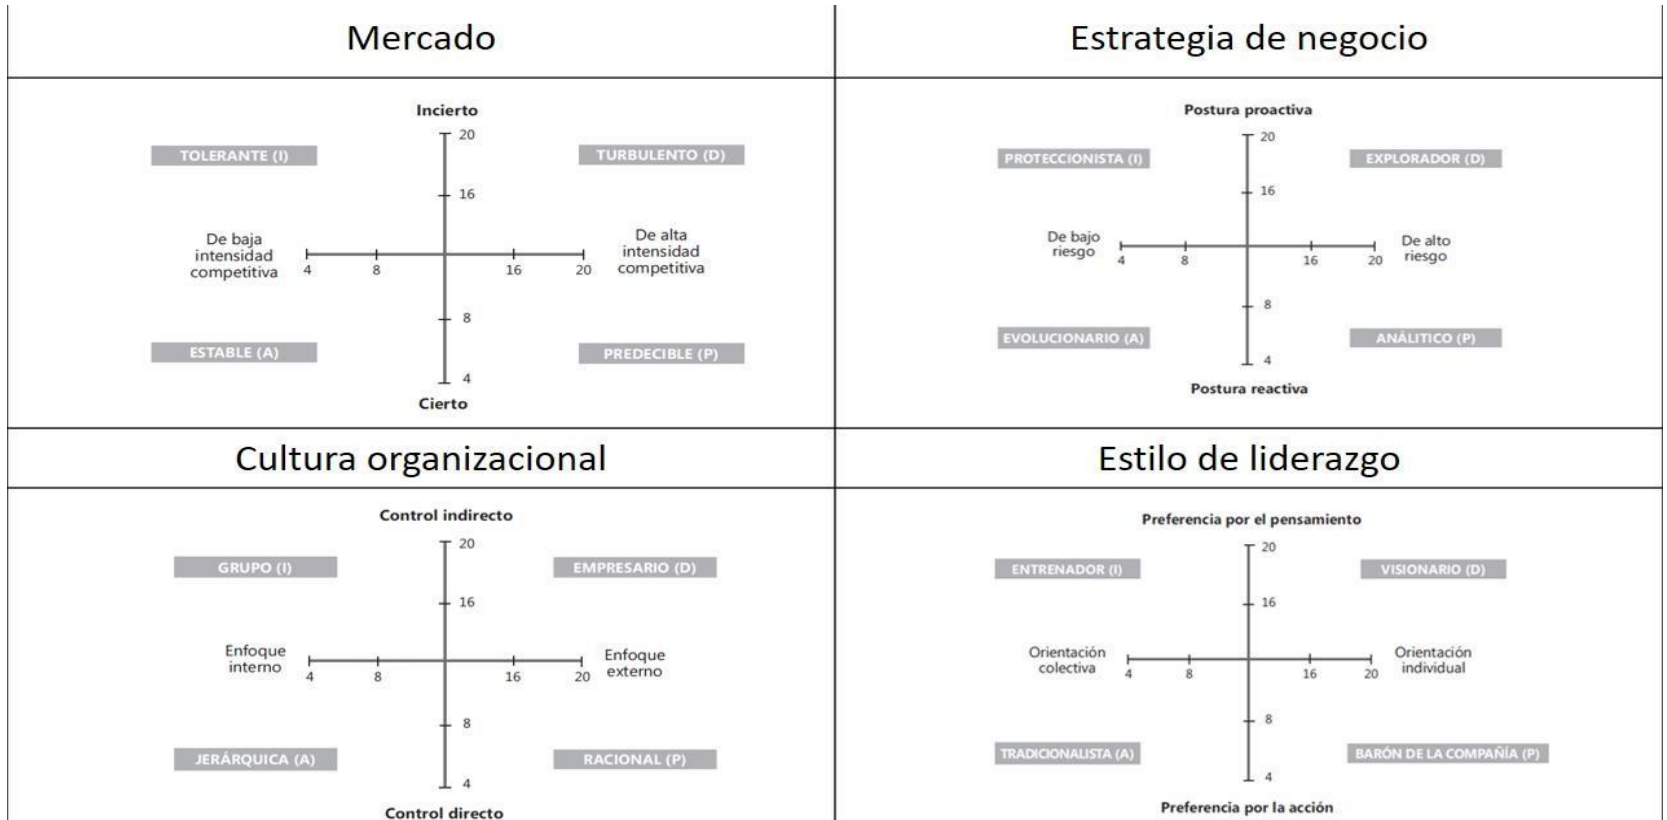 Mercado
Estrategia de negocio
Incierto
20
TOLERANTE (I)
TURBULENTO (D)
16
De baja
intensidad
competitiva
4
8
16
20
De alta
intensidad
competitiva
8
ESTABLE (A)
PREDECIBLE (P)
4
Cierto
Postura proactiva
20
PROTECCIONISTA (I)
EXPLORADOR (D)
16
De bajo
riesgo
4
8
16
20
De alto
riesgo
8
EVOLUCIONARIO (A)
ANÁLITICO (P)
4
Postura reactiva
Cultura organizacional
Estilo de liderazgo
Control indirecto
20
GRUPO (I)
EMPRESARIO (D)
16
Enfoque
interno
4
8
16
20
Enfoque
externo
8
JERÁRQUICA (A)
RACIONAL (P)
4
Control directo
Preferencia por el pensamiento
20
ENTRENADOR (I)
VISIONARIO (D)
16
Orientación
colectiva
4
8
16
20
Orientación
individual
8
TRADICIONALISTA (A)
BARÓN DE LA COMPAÑÍA (P)
4
Preferencia por la acción